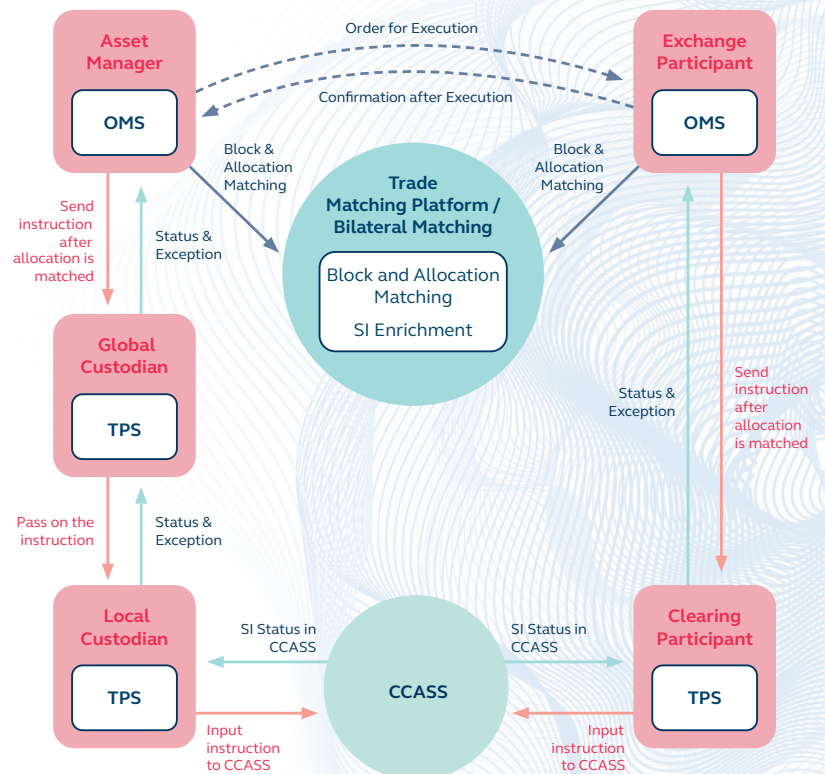 Asset
Manager
OMS
Order for Execution
Confirmation after Execution
Exchange
Participant
OMS
Block &
Allocation
Matching
Block &
Allocation
Matching
Trade
Matching Platform /
Bilateral Matching
Block and Allocation
Matching
SI Enrichment
Send
instruction
after
allocation is
matched
Status &
Exception
Global
Custodian
TPS
Status &
Exception
Send
instruction
after
allocation
is matched
Pass on the
instruction
Status &
Exception
Local
Custodian
TPS
SI Status in
CCASS
CCASS
SI Status in
CCASS
Clearing
Participant
TPS
Input
instruction
to CCASS
Input
instruction
to CCASS